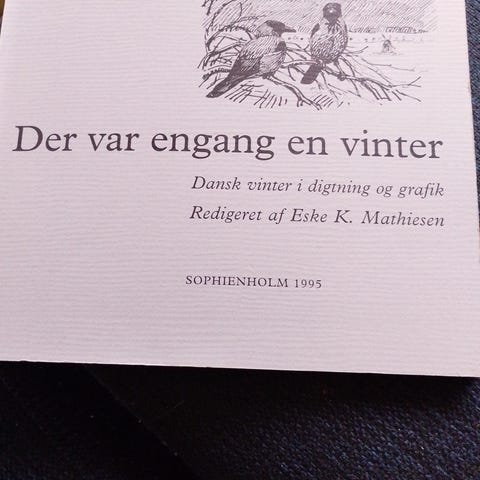 Der var engang en vinter
Dansk vinter i digtning og grafik
Redigeret af Eske K. Mathiesen
SOPHIENHOLM 1995